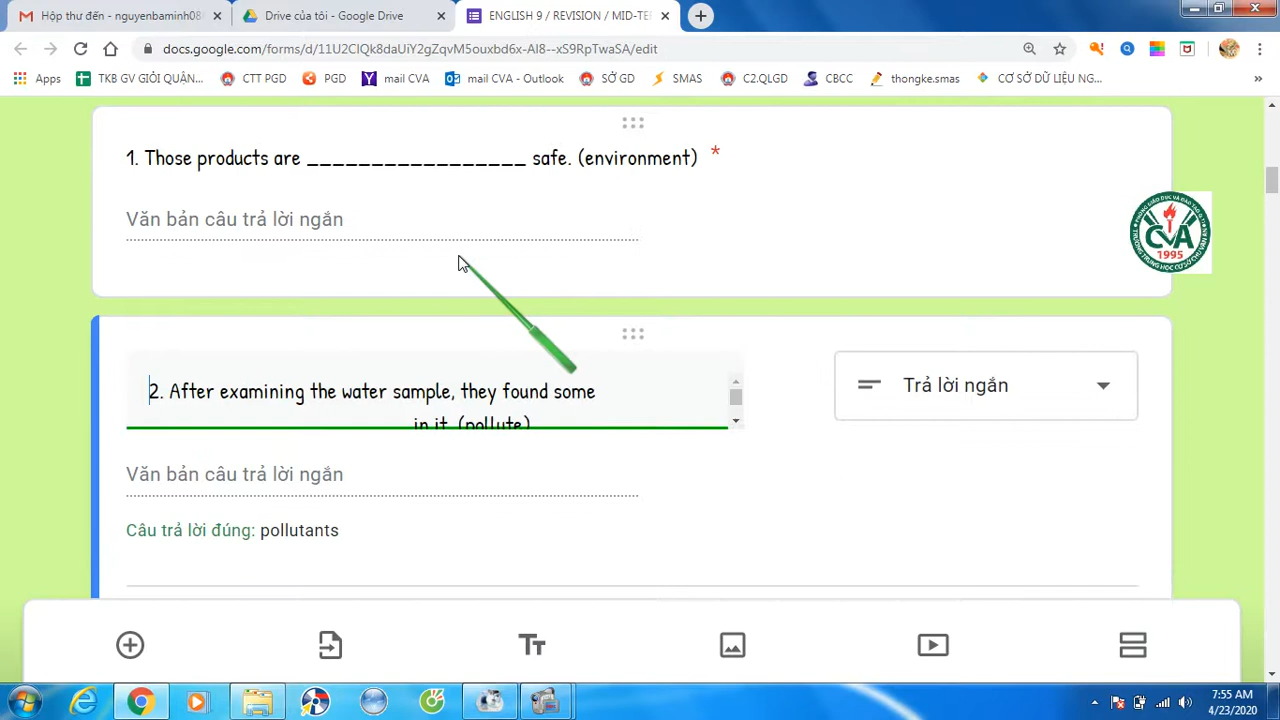 Hộp thư đến - nguyenbaminh08
Drive của tôi - Google Drive
ENGLISH 9 / REVISION / MID-TE
docs.google.com/forms/d/11U2ClQk8daUiY2gZqvM5cdzbOd6x-Al8--xS9RpTwaSA/edit
Apps
TKB GV GIỎI QUÂN...
CTT PGD
PGD
mail CVA
mail CVA - Outlook
SỞ GD
SMAS
C2.QLGD
CBCC
thongke.smas
CƠ SỞ DỮ LIỆU NG...
»
1. Those products are _________________ safe. (environment) *
Văn bản câu trả lời ngắn
CVA
1995
2. After examining the water sample, they found some
in it. (pollute)
Trả lời ngắn
Văn bản câu trả lời ngắn
Câu trả lời đúng: pollutants
Tт
7:55 AM
4/23/2020